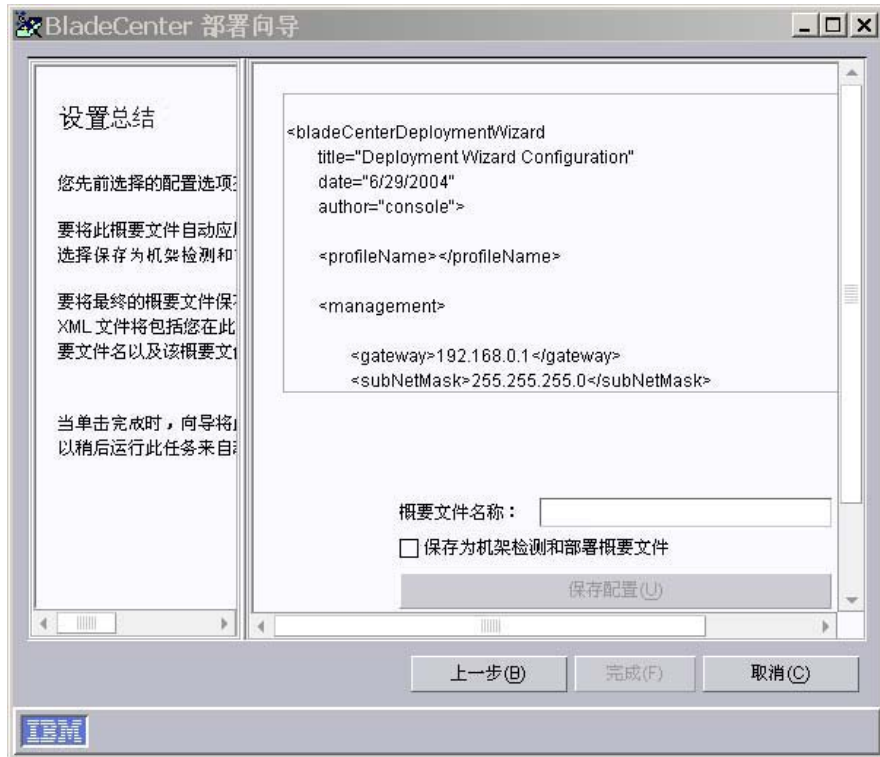 BladeCenter 部署向导
设置总结
您先前选择的配置选项
要将此概要文件自动应
选择保存为机架检测和
要将最终的概要文件保
XML 文件将包括您在此
要文件名以及该概要文
当单击完成时，向导将
以稍后运行此任务来自
<bladeCenterDeploymentWizard
title="Deployment Wizard Configuration"
date="6/29/2004"
author="console">
<profileName></profileName>
<management>
<gateway>192.168.0.1</gateway>
<subNetMask>255.255.255.0</subNetMask>
概要文件名称：
保存为机架检测和部署概要文件
保存配置(U)
上一步(B)
完成(F)
取消(C)
IBM